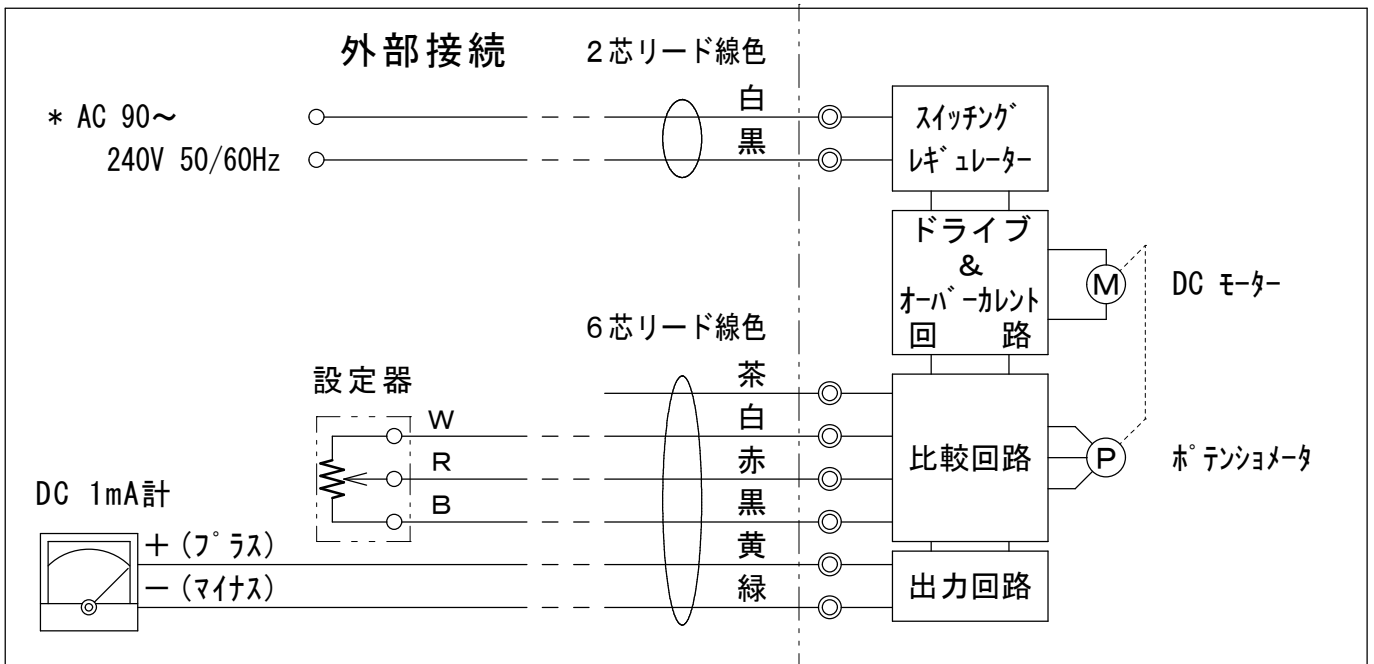 外部接続
2芯リード線色
* AC 90～
240V 50/60Hz
白
黒
スイッチング
レギュレーター
ドライブ
&
オーバーカレント
回 路
M
DC モーター
6芯リード線色
設定器
W
R
B
茶
白
赤
黒
黄
緑
比較回路
P
ポテンショメータ
DC 1mA計
＋(プラス)
－(マイナス)
出力回路